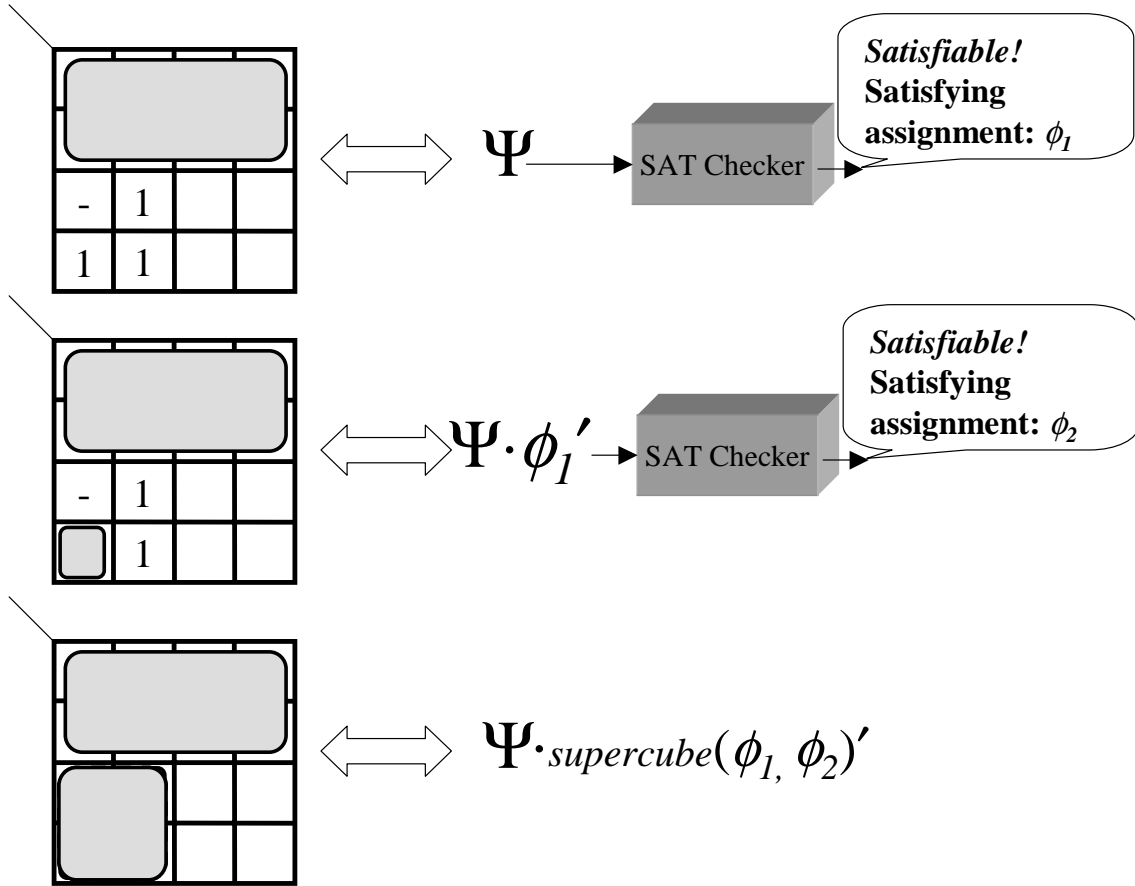 Satisfiable!
Satisfying
assignment: ϕ1
Ψ
SAT Checker
- 1
1 1
Satisfiable!
Satisfying
assignment: ϕ2
Ψ · ϕ1′
SAT Checker
- 1
1
Ψ·supercube(ϕ1, ϕ2)′